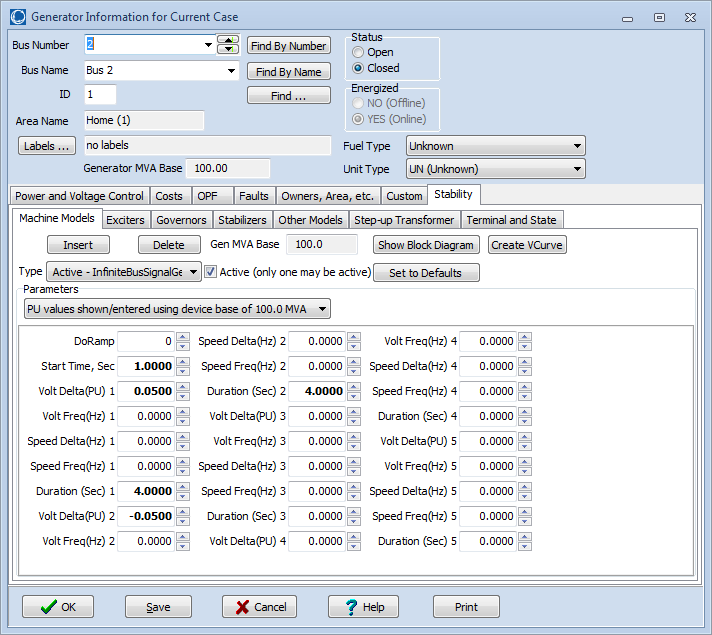 Generator Information for Current Case
Bus Number 2 Find By Number
Bus Name Bus 2 Find By Name
ID 1 Find ...
Status
Open
Closed
Energized
NO (Offline)
YES (Online)
Area Name Home (1)
Labels ... no labels
Generator MVA Base 100.00
Fuel Type Unknown
Unit Type UN (Unknown)
Power and Voltage Control Costs OPF Faults Owners, Area, etc. Custom Stability
Machine Models Exciters Governors Stabilizers Other Models Step-up Transformer Terminal and State
Insert Delete Gen MVA Base 100.0 Show Block Diagram Create VCurve
Type Active - InfiniteBusSignalGe Active (only one may be active) Set to Defaults
Parameters
PU values shown/entered using device base of 100.0 MVA
DoRamp 0 Speed Delta(Hz) 2 0.0000 Volt Freq(Hz) 4 0.0000
Start Time, Sec 1.0000 Speed Freq(Hz) 2 0.0000 Speed Delta(Hz) 4 0.0000
Volt Delta(PU) 1 0.0500 Duration (Sec) 2 4.0000 Speed Freq(Hz) 4 0.0000
Volt Freq(Hz) 1 0.0000 Volt Delta(PU) 3 0.0000 Duration (Sec) 4 0.0000
Speed Delta(Hz) 1 0.0000 Volt Freq(Hz) 3 0.0000 Volt Delta(PU) 5 0.0000
Speed Freq(Hz) 1 0.0000 Speed Delta(Hz) 3 0.0000 Volt Freq(Hz) 5 0.0000
Duration (Sec) 1 4.0000 Speed Freq(Hz) 3 0.0000 Speed Delta(Hz) 5 0.0000
Volt Delta(PU) 2 -0.0500 Duration (Sec) 3 0.0000 Speed Freq(Hz) 5 0.0000
Volt Freq(Hz) 2 0.0000 Volt Delta(PU) 4 0.0000 Duration (Sec) 5 0.0000
OK Save Cancel Help Print